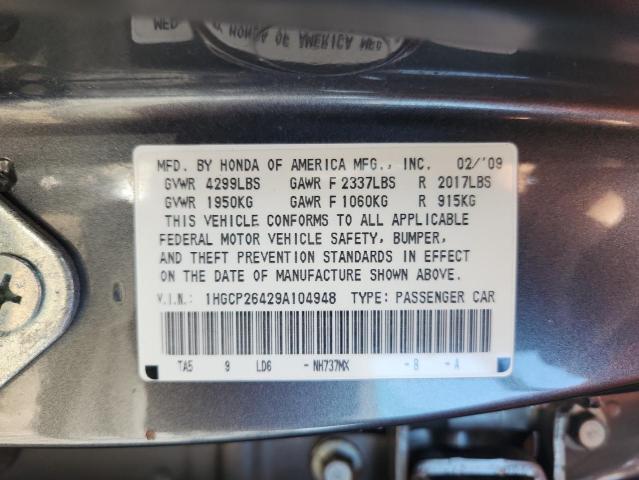 MFD. BY HONDA OF AMERICA MFG., INC. 02/'09
GVWR 4299LBS GAWR F 2337LBS R 2017LBS
GVWR 1950KG GAWR F 1060KG R 915KG
THIS VEHICLE CONFORMS TO ALL APPLICABLE
FEDERAL MOTOR VEHICLE SAFETY, BUMPER,
AND THEFT PREVENTION STANDARDS IN EFFECT
ON THE DATE OF MANUFACTURE SHOWN ABOVE.
V.I.N.: 1HGCP26429A104948 TYPE: PASSENGER CAR
TA5 9 LD6 - NH737MX - B - A